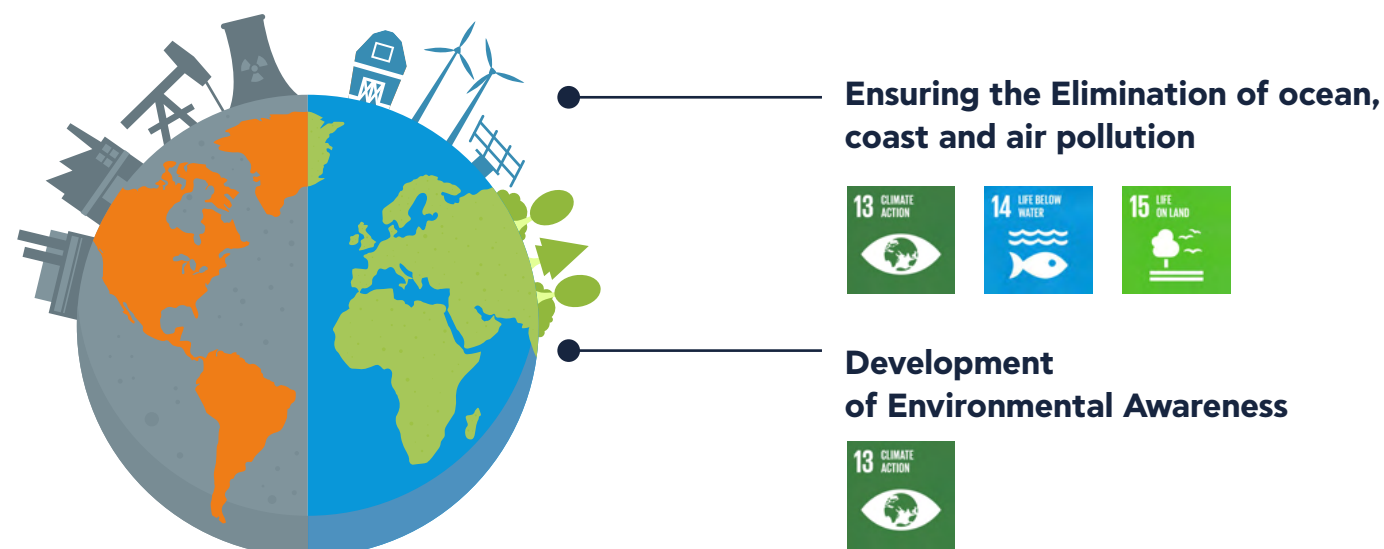 Ensuring the Elimination of ocean,
coast and air pollution
13 CLIMATE
ACTION
14 LIFE BELOW
WATER
15 LIFE
ON LAND
Development
of Environmental Awareness
13 CLIMATE
ACTION